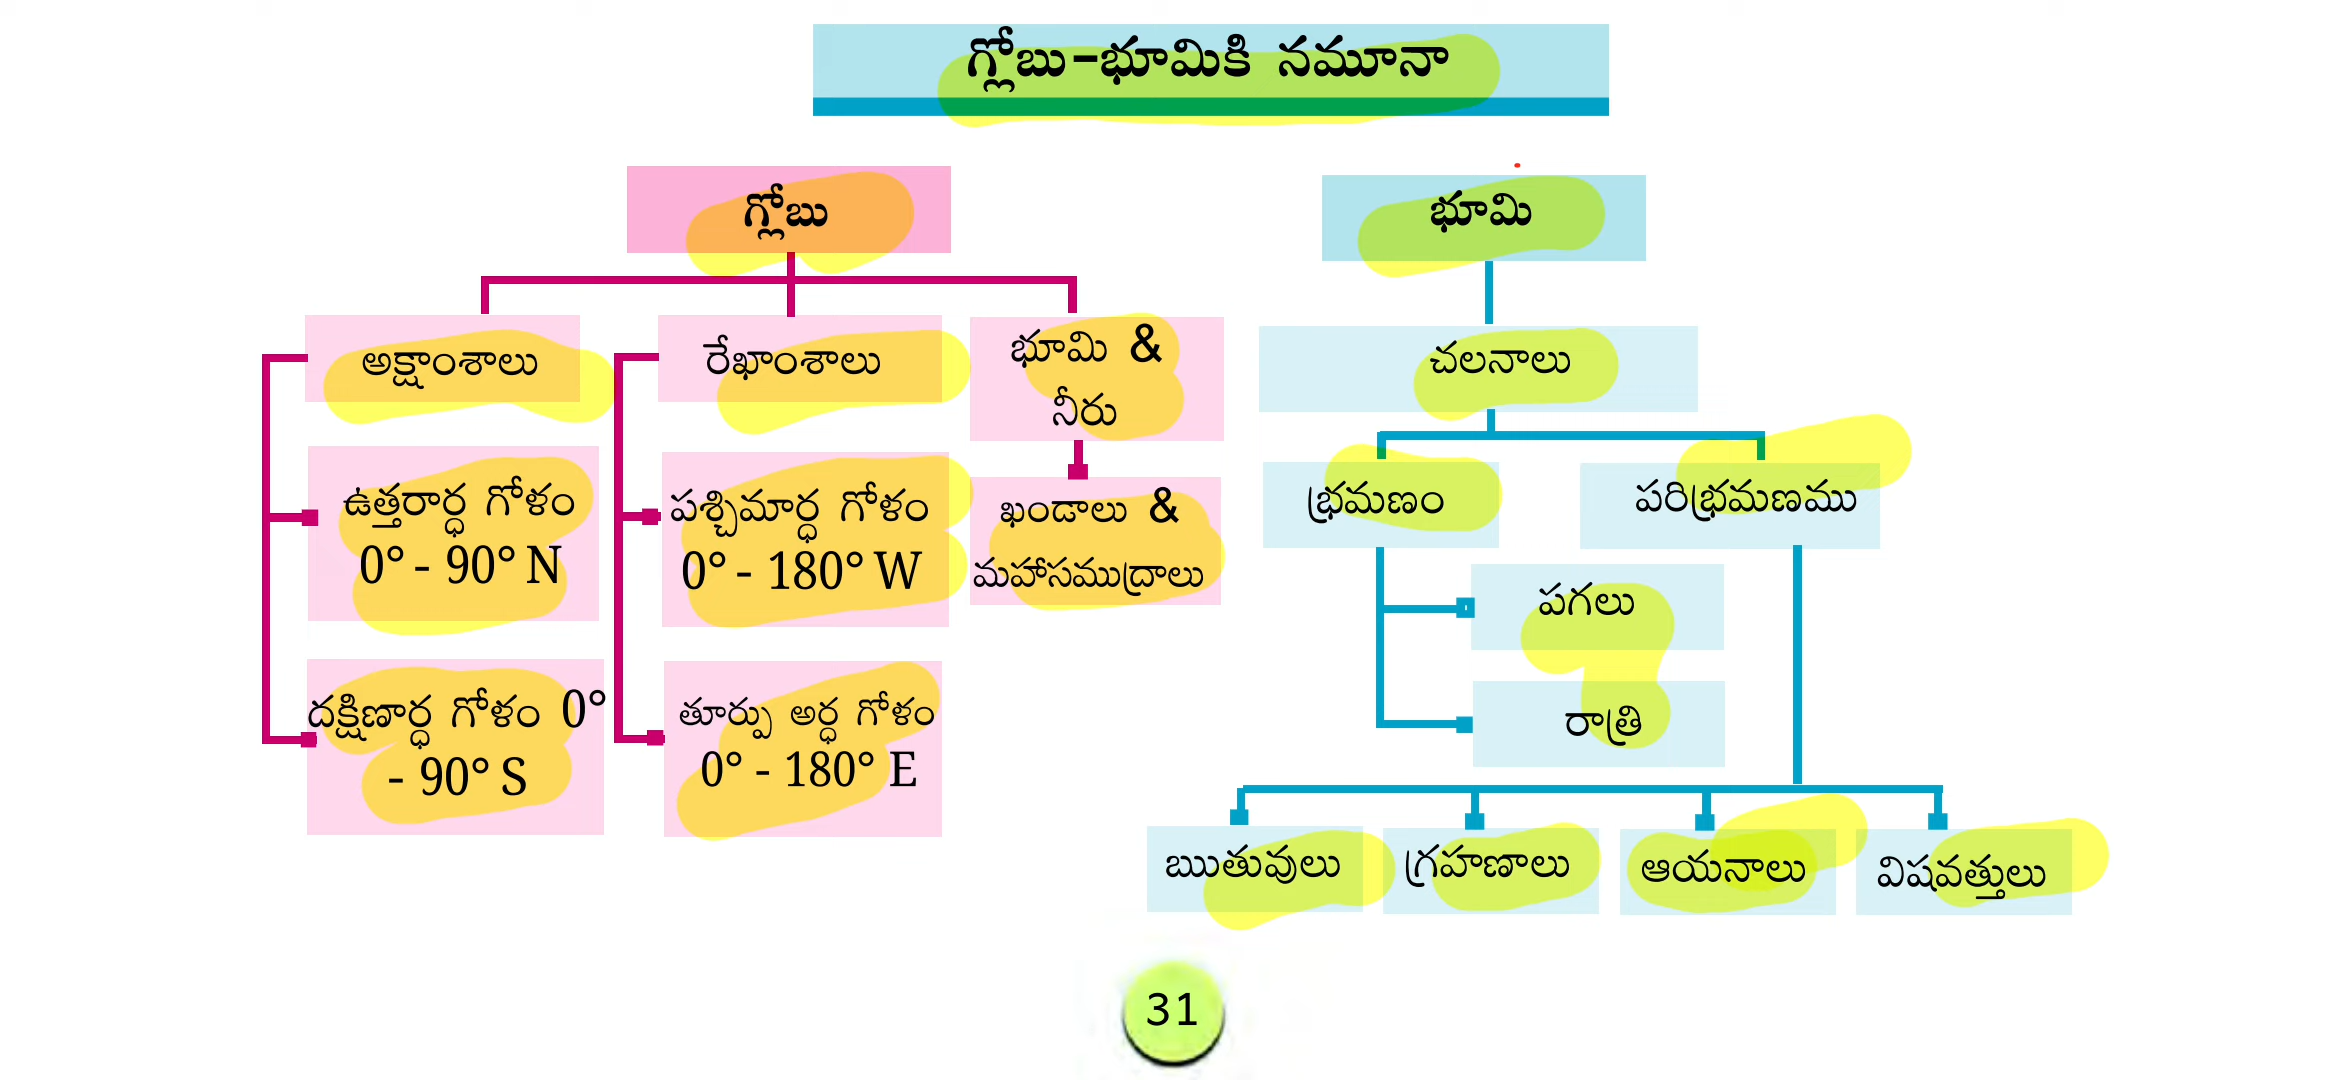 గ్లోబు-భూమికి నమూనా
గ్లోబు
అక్షాంశాలు
ఉత్తరార్ధ గోళం
0° - 90° N
దక్షిణార్ధ గోళం 0°
- 90° S
రేఖాంశాలు
పశ్చిమార్ధ గోళం
0° - 180° W
తూర్పు అర్ధ గోళం
0° - 180° E
భూమి &
నీరు
ఖండాలు &
మహాసముద్రాలు
భూమి
చలనాలు
భ్రమణం
పరిభ్రమణము
పగలు
రాత్రి
ఋతువులు
గ్రహణాలు
ఆయనాలు
విషవత్తులు
31